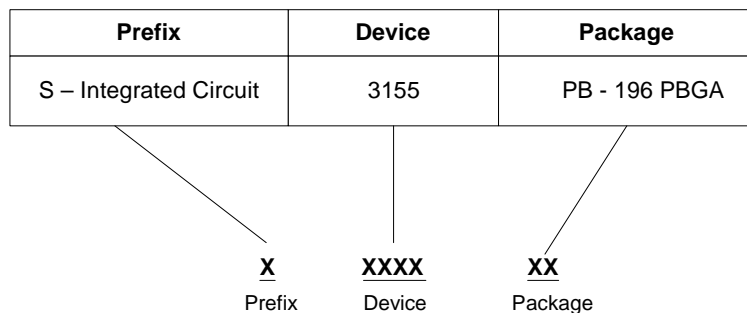 Prefix Device Package
S – Integrated Circuit 3155 PB - 196 PBGA
X XXXX XX
Prefix Device Package